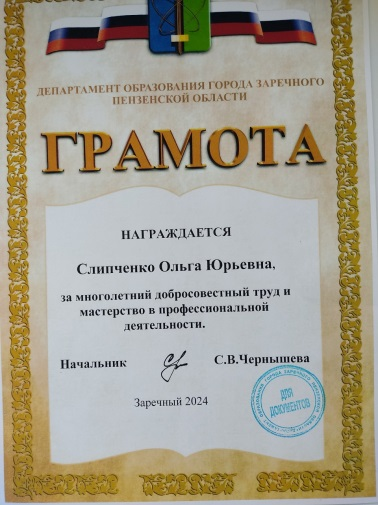 ДЕПАРТАМЕНТ ОБРАЗОВАНИЯ ГОРОДА ЗАРЕЧНОГО
ПЕНЗЕНСКОЙ ОБЛАСТИ
ГРАМОТА
НАГРАЖДАЕТСЯ
Слипченко Ольга Юрьевна,
за многолетний добросовестный труд и
мастерство в профессиональной
деятельности.
Начальник С.В.Чернышева
ДЛЯ
ДОКУМЕНТОВ
Заречный 2024